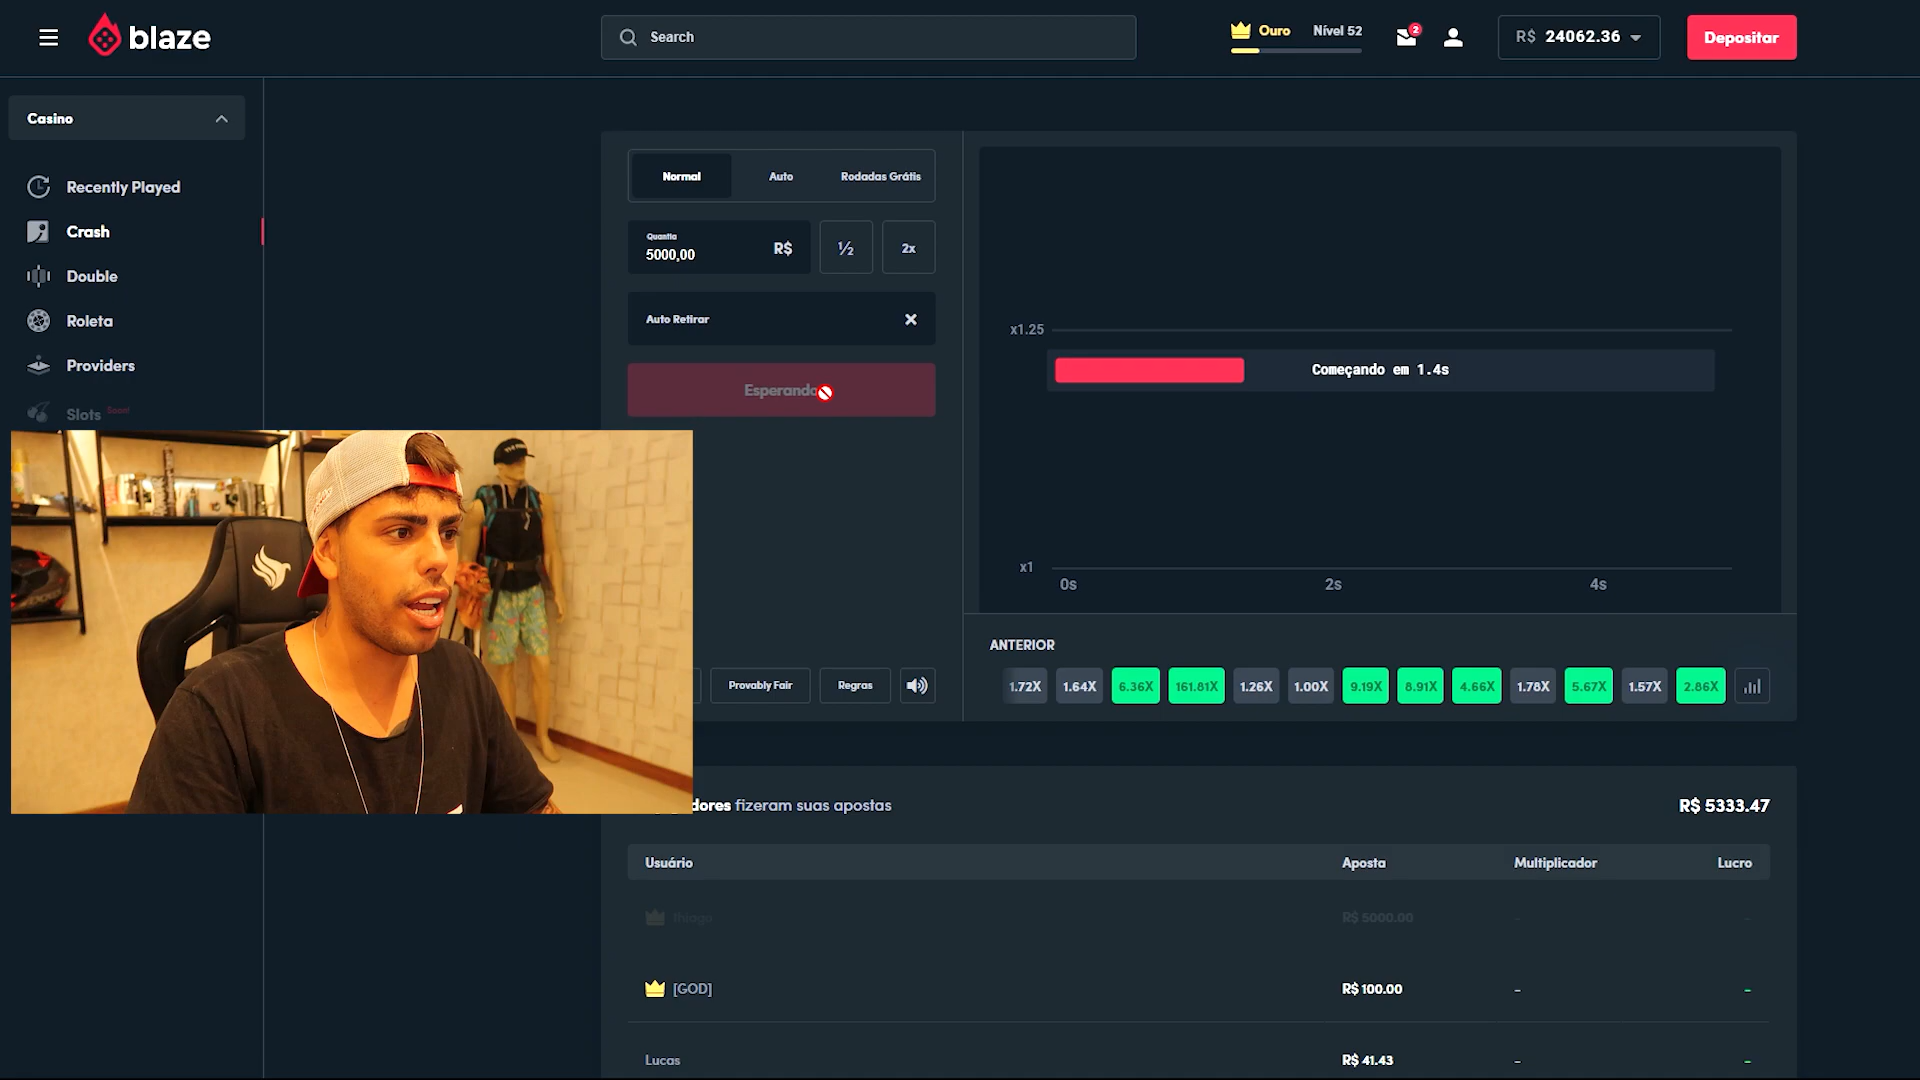 blaze
Search
Ouro
Nível 52
2
R$ 24062.36
Depositar
Casino
Recently Played
Crash
Double
Roleta
Providers
Slots Soon!
Normal
Auto
Rodadas Grátis
Quantia
5000,00
R$
½
2x
Auto Retirar
Esperando
x1.25
Começando em 1.4s
x1
0s
2s
4s
ANTERIOR
1.72X
1.64X
6.36X
161.81X
1.26X
1.00X
9.19X
8.91X
4.66X
1.78X
5.67X
1.57X
2.86X
Provably Fair
Regras
dores fizeram suas apostas
R$ 5333.47
Usuário
Aposta
Multiplicador
Lucro
thiago
R$ 5000.00
-
-
[GOD]
R$ 100.00
-
-
Lucas
R$ 41.43
-
-